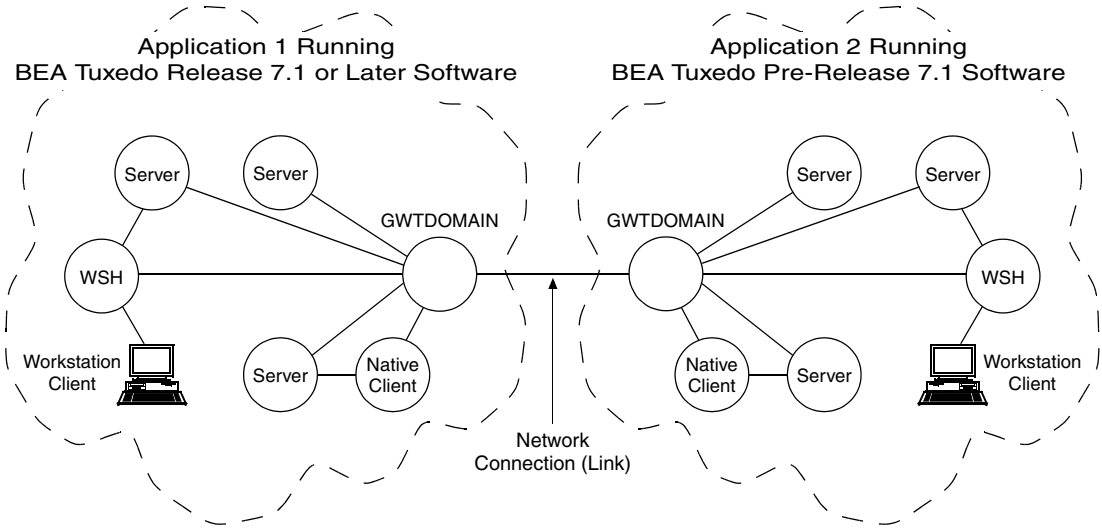 Application 1 Running
BEA Tuxedo Release 7.1 or Later Software
Application 2 Running
BEA Tuxedo Pre-Release 7.1 Software
Server
Server
GWTDOMAIN
WSH
Workstation
Client
Server
Native
Client
Network
Connection (Link)
GWTDOMAIN
Server
Server
WSH
Native
Client
Server
Workstation
Client